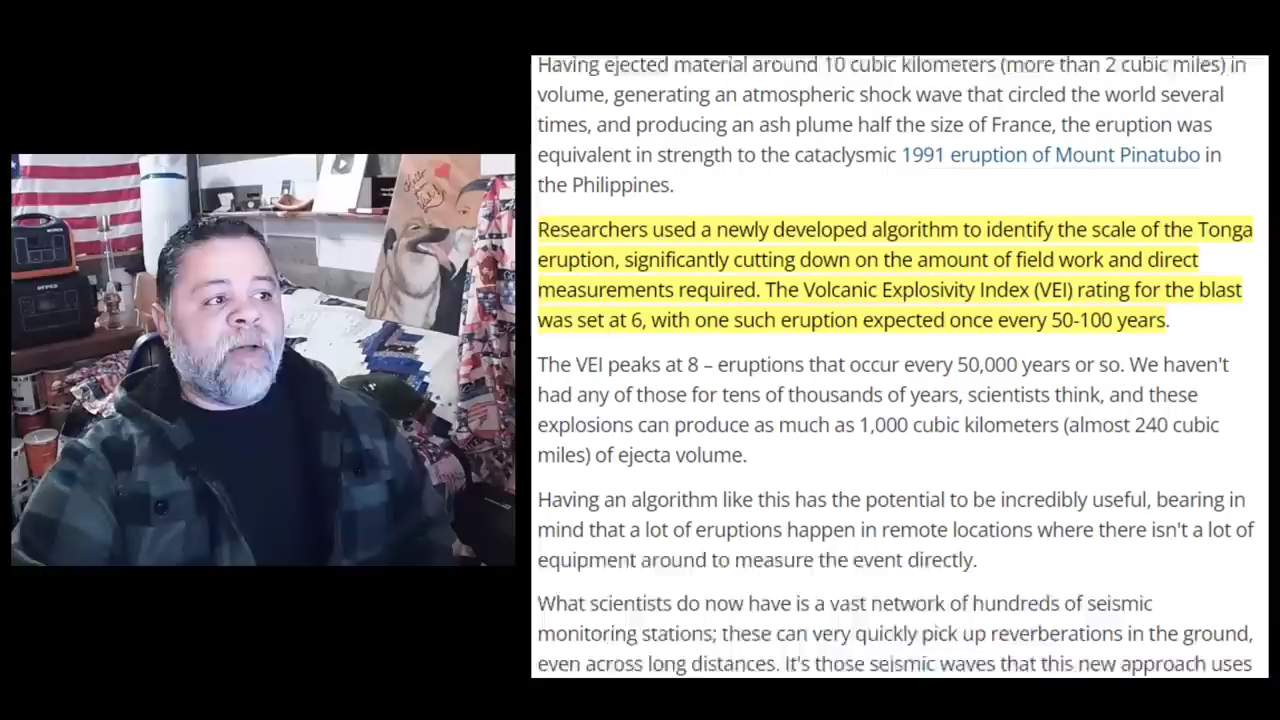 Having ejected material around 10 cubic kilometers (more than 2 cubic miles) in
volume, generating an atmospheric shock wave that circled the world several
times, and producing an ash plume half the size of France, the eruption was
equivalent in strength to the cataclysmic 1991 eruption of Mount Pinatubo in
the Philippines.
Researchers used a newly developed algorithm to identify the scale of the Tonga
eruption, significantly cutting down on the amount of field work and direct
measurements required. The Volcanic Explosivity Index (VEI) rating for the blast
was set at 6, with one such eruption expected once every 50-100 years.
The VEI peaks at 8 – eruptions that occur every 50,000 years or so. We haven't
had any of those for tens of thousands of years, scientists think, and these
explosions can produce as much as 1,000 cubic kilometers (almost 240 cubic
miles) of ejecta volume.
Having an algorithm like this has the potential to be incredibly useful, bearing in
mind that a lot of eruptions happen in remote locations where there isn't a lot of
equipment around to measure the event directly.
What scientists do now have is a vast network of hundreds of seismic
monitoring stations; these can very quickly pick up reverberations in the ground,
even across long distances. It's those seismic waves that this new approach uses